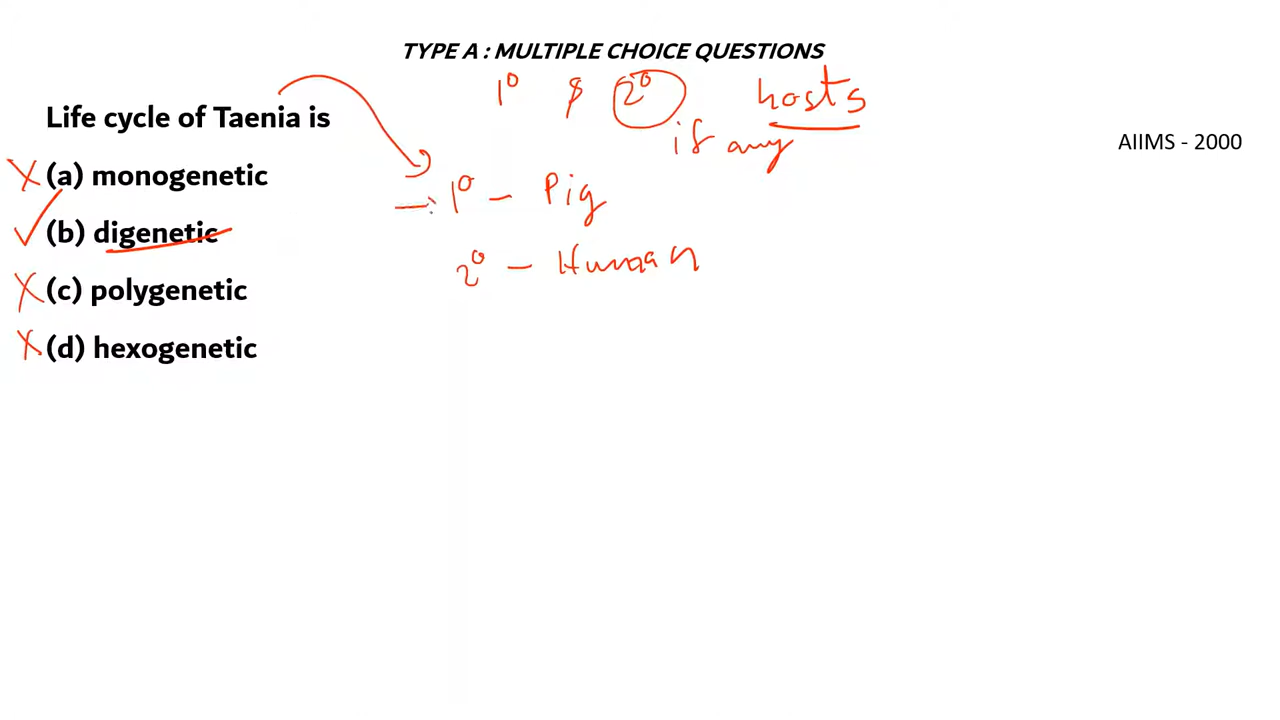 TYPE A : MULTIPLE CHOICE QUESTIONS
1° & 2° hosts
if any
Life cycle of Taenia is
AIIMS - 2000
X (a) monogenetic
→ 1° - Pig
✓ (b) digenetic
2° - Human
X (c) polygenetic
X (d) hexogenetic